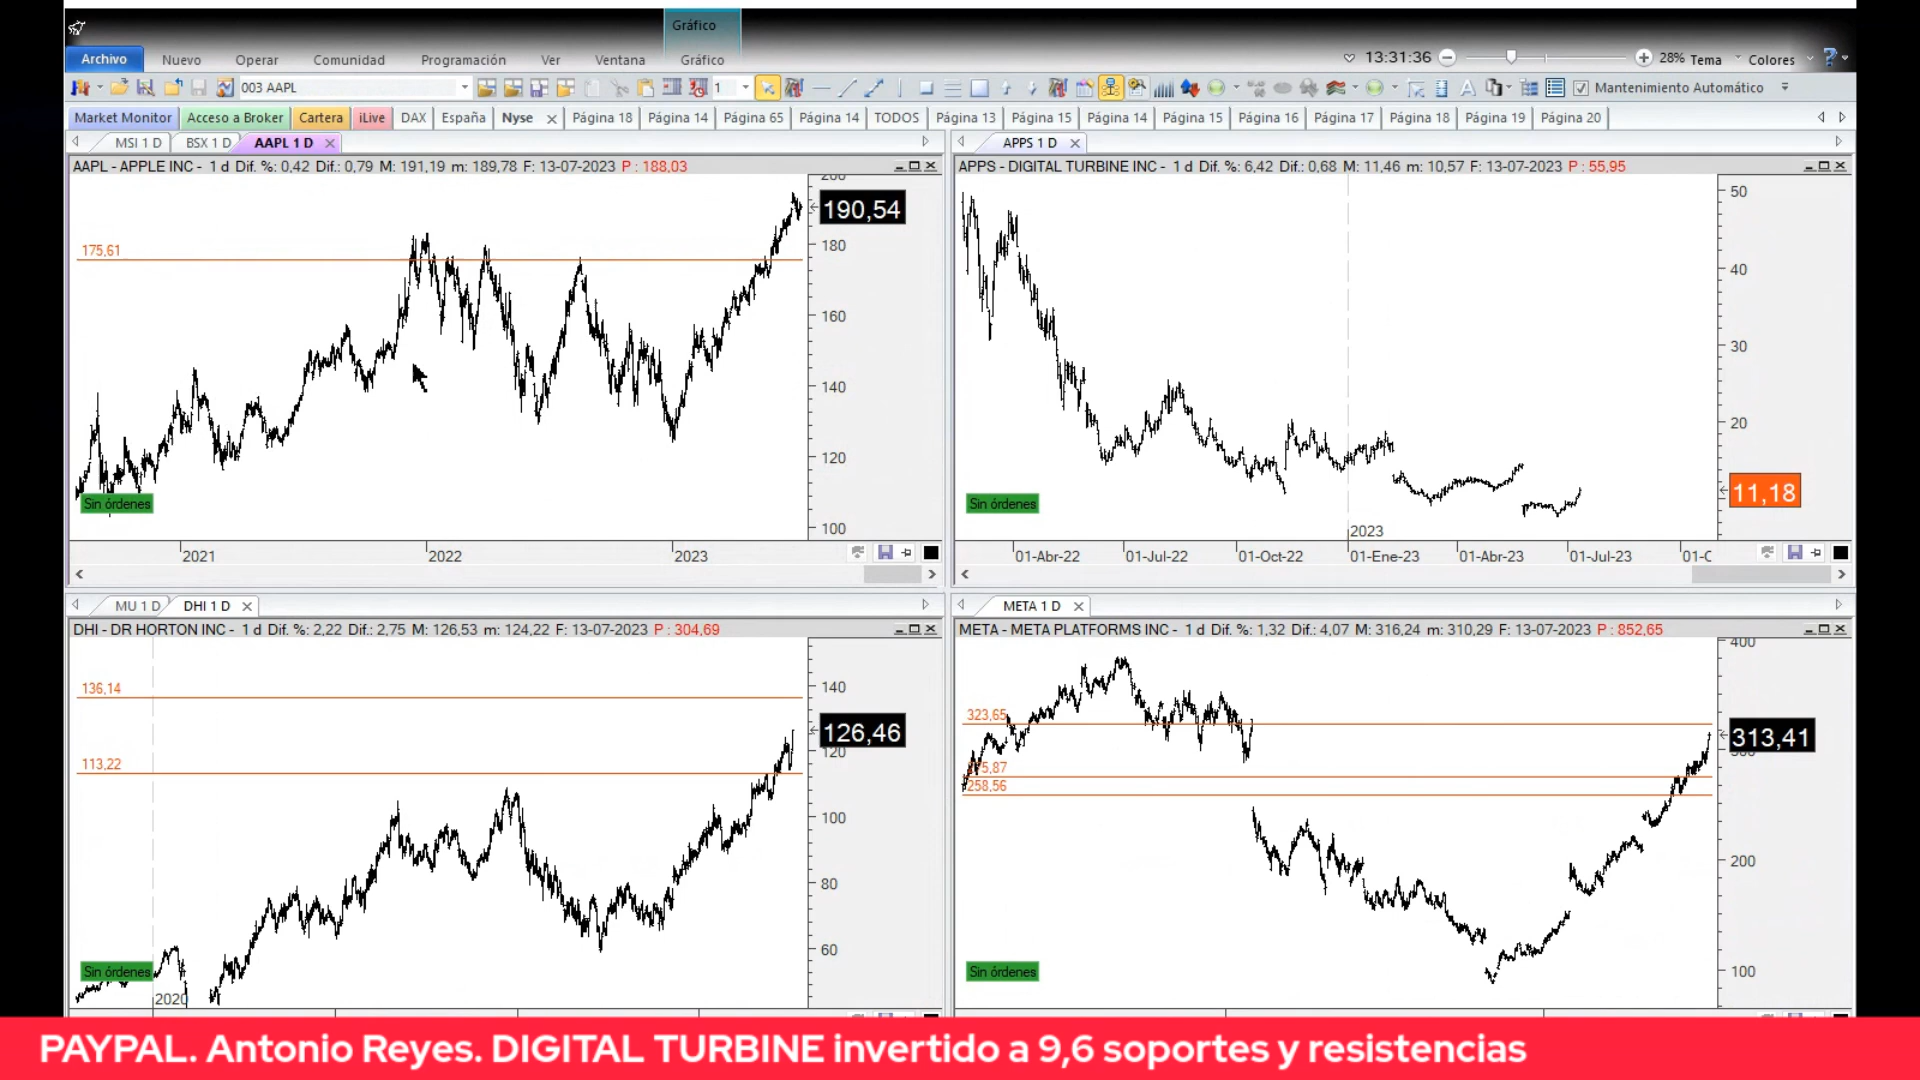 Gráfico
Archivo Nuevo Operar Comunidad Programación Ver Ventana Gráfico 13:31:36 28% Tema Colores
003 AAPL 1 Mantenimiento Automático
Market Monitor Acceso a Broker Cartera iLive DAX España Nyse Página 18 Página 14 Página 65 Página 14 TODOS Página 13 Página 15 Página 14 Página 15 Página 16 Página 17 Página 18 Página 19 Página 20
MSI 1 D BSX 1 D AAPL 1 D
AAPL - APPLE INC - 1 d Dif. %: 0,42 Dif.: 0,79 M: 191,19 m: 189,78 F: 13-07-2023 P : 188,03
200
190,54
180
175,61
160
140
120
100
Sin órdenes
2021 2022 2023
APPS 1 D
APPS - DIGITAL TURBINE INC - 1 d Dif. %: 6,42 Dif.: 0,68 M: 11,46 m: 10,57 F: 13-07-2023 P : 55,95
50
40
30
20
11,18
Sin órdenes
2023
01-Abr-22 01-Jul-22 01-Oct-22 01-Ene-23 01-Abr-23 01-Jul-23
MU 1 D DHI 1 D
DHI - DR HORTON INC - 1 d Dif. %: 2,22 Dif.: 2,75 M: 126,53 m: 124,22 F: 13-07-2023 P : 304,69
136,14
140
126,46
120
113,22
100
80
60
Sin órdenes
2020
META 1 D
META - META PLATFORMS INC - 1 d Dif. %: 1,32 Dif.: 4,07 M: 316,24 m: 310,29 F: 13-07-2023 P : 852,65
400
323,65
313,41
258,56
200
100
Sin órdenes
PAYPAL. Antonio Reyes. DIGITAL TURBINE invertido a 9,6 soportes y resistencias